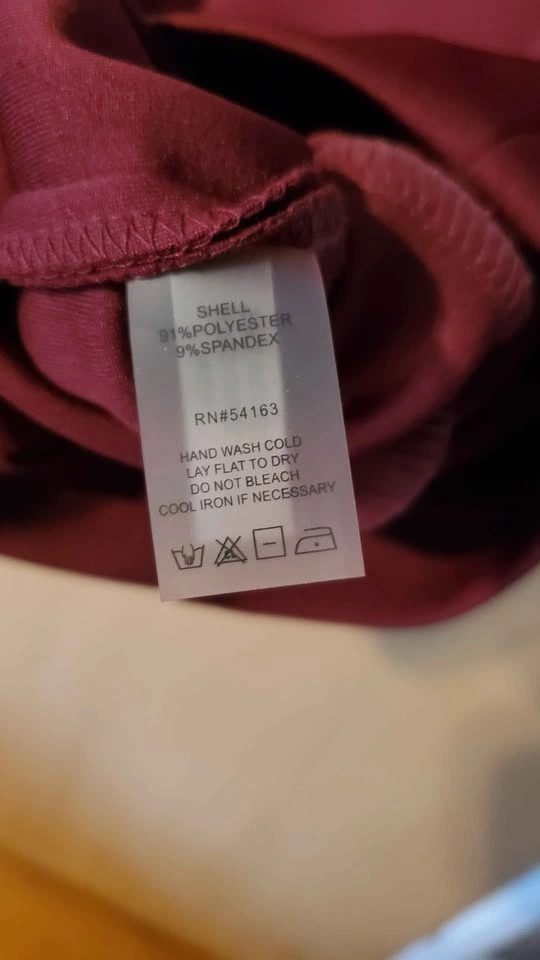 SHELL
91%POLYESTER
9%SPANDEX
RN#54163
HAND WASH COLD
LAY FLAT TO DRY
DO NOT BLEACH
COOL IRON IF NECESSARY